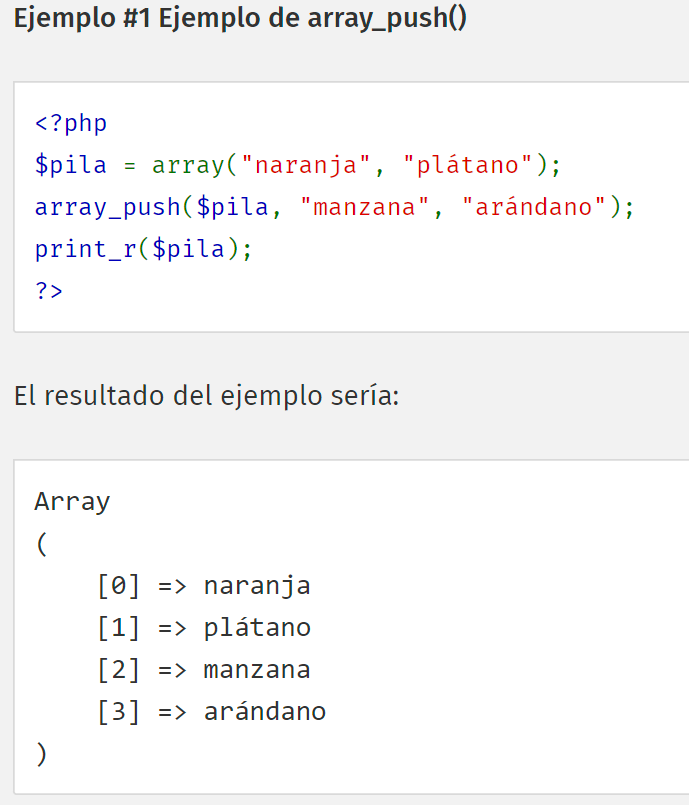 Ejemplo #1 Ejemplo de array_push()
<?php
$pila = array("naranja", "plátano");
array_push($pila, "manzana", "arándano");
print_r($pila);
?>
El resultado del ejemplo sería:
Array
(
    [0] => naranja
    [1] => plátano
    [2] => manzana
    [3] => arándano
)